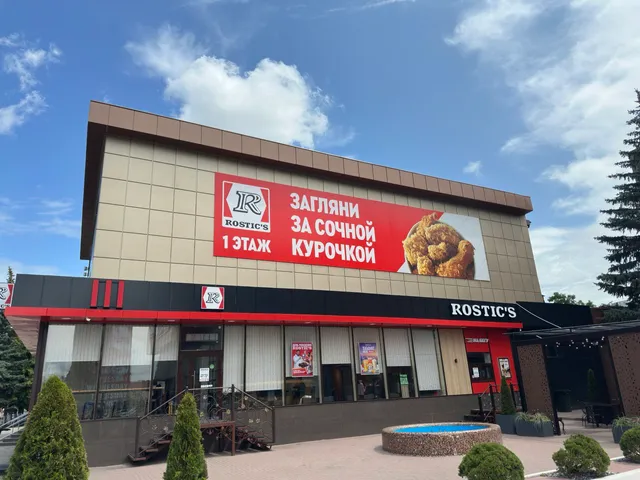 R
ROSTIC'S
1 ЭТАЖ
ЗАГЛЯНИ
ЗА СОЧНОЙ
КУРОЧКОЙ
R
ROSTIC'S